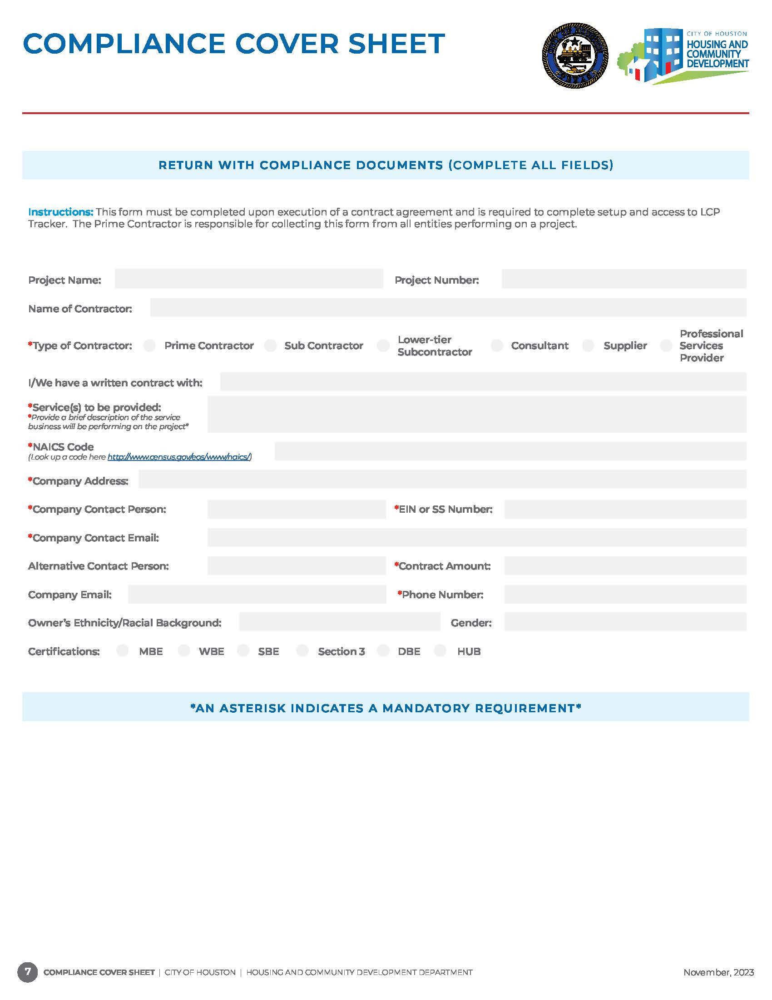 COMPLIANCE COVER SHEET
CITY OF HOUSTON
HOUSING AND
COMMUNITY
DEVELOPMENT
RETURN WITH COMPLIANCE DOCUMENTS (COMPLETE ALL FIELDS)
Instructions: This form must be completed upon execution of a contract agreement and is required to complete setup and access to LCP
Tracker. The Prime Contractor is responsible for collecting this form from all entities performing on a project.
Project Name: Project Number:
Name of Contractor:
*Type of Contractor: Prime Contractor Sub Contractor Lower-tier Subcontractor Consultant Supplier Professional Services Provider
I/We have a written contract with:
*Service(s) to be provided:
*Provide a brief description of the service
business will be performing on the project*
*NAICS Code
(Look up a code here http://www.census.gov/eos/www/naics/)
*Company Address:
*Company Contact Person: *EIN or SS Number:
*Company Contact Email:
Alternative Contact Person: *Contract Amount:
Company Email: *Phone Number:
Owner's Ethnicity/Racial Background: Gender:
Certifications: MBE WBE SBE Section 3 DBE HUB
*AN ASTERISK INDICATES A MANDATORY REQUIREMENT*
7 COMPLIANCE COVER SHEET | CITY OF HOUSTON | HOUSING AND COMMUNITY DEVELOPMENT DEPARTMENT November, 2023